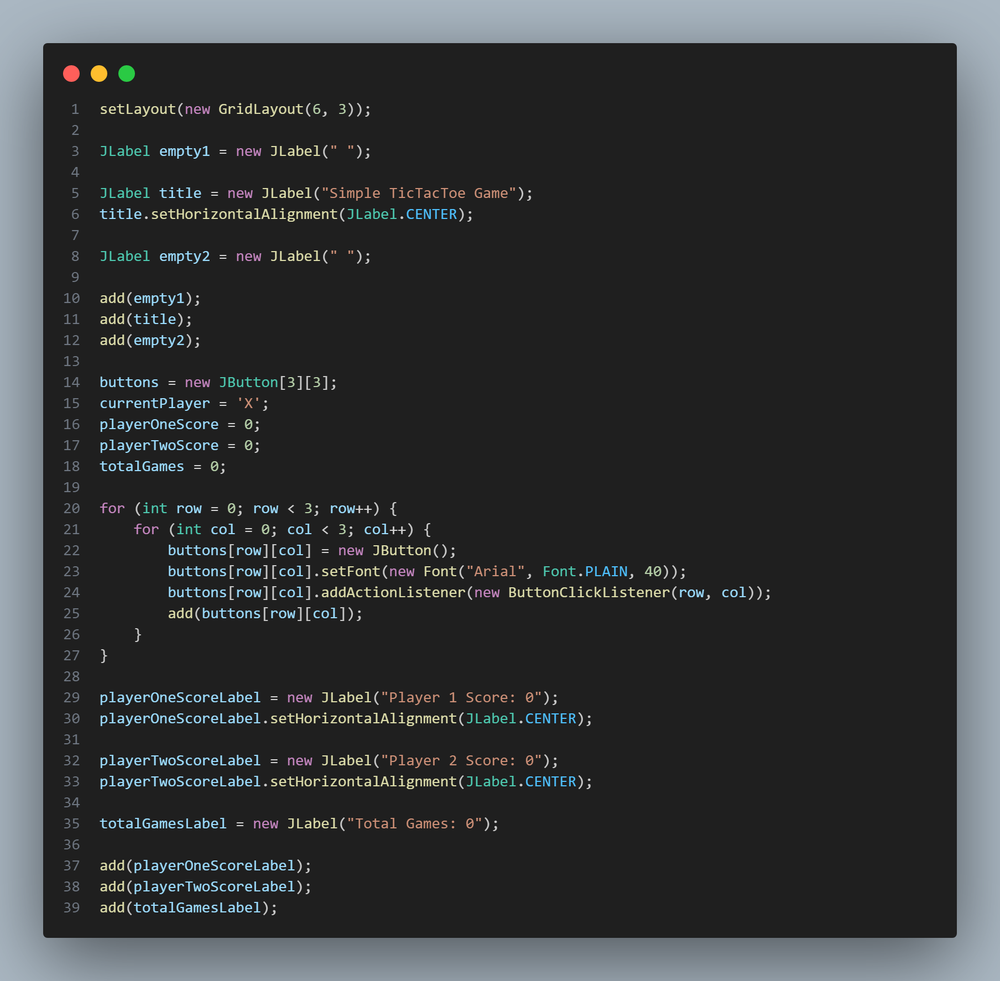 1 setLayout(new GridLayout(6, 3));
2
3 JLabel empty1 = new JLabel(" ");
4
5 JLabel title = new JLabel("Simple TicTacToe Game");
6 title.setHorizontalAlignment(JLabel.CENTER);
7
8 JLabel empty2 = new JLabel(" ");
9
10 add(empty1);
11 add(title);
12 add(empty2);
13
14 buttons = new JButton[3][3];
15 currentPlayer = 'X';
16 playerOneScore = 0;
17 playerTwoScore = 0;
18 totalGames = 0;
19
20 for (int row = 0; row < 3; row++) {
21     for (int col = 0; col < 3; col++) {
22         buttons[row][col] = new JButton();
23         buttons[row][col].setFont(new Font("Arial", Font.PLAIN, 40));
24         buttons[row][col].addActionListener(new ButtonClickListener(row, col));
25         add(buttons[row][col]);
26     }
27 }
28
29 playerOneScoreLabel = new JLabel("Player 1 Score: 0");
30 playerOneScoreLabel.setHorizontalAlignment(JLabel.CENTER);
31
32 playerTwoScoreLabel = new JLabel("Player 2 Score: 0");
33 playerTwoScoreLabel.setHorizontalAlignment(JLabel.CENTER);
34
35 totalGamesLabel = new JLabel("Total Games: 0");
36
37 add(playerOneScoreLabel);
38 add(playerTwoScoreLabel);
39 add(totalGamesLabel);